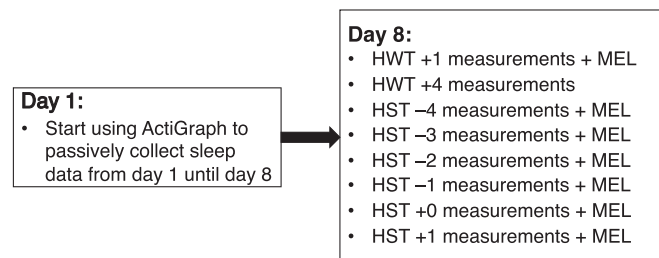 Day 1:
• Start using ActiGraph to
passively collect sleep
data from day 1 until day 8
Day 8:
• HWT +1 measurements + MEL
• HWT +4 measurements
• HST –4 measurements + MEL
• HST –3 measurements + MEL
• HST –2 measurements + MEL
• HST –1 measurements + MEL
• HST +0 measurements + MEL
• HST +1 measurements + MEL